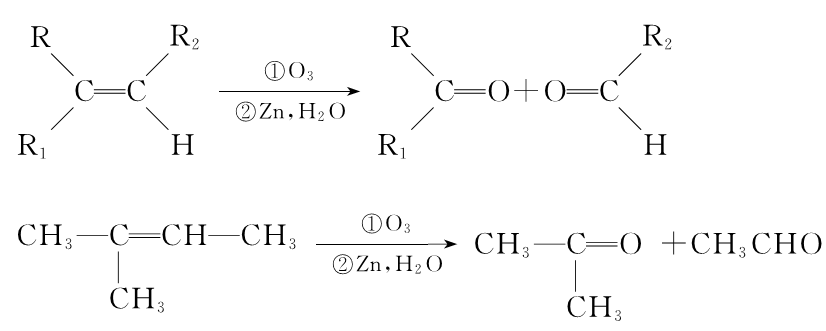 R R₂ R R₂
C=C ①O₃ C=O+O=C
②Zn,H₂O
R₁ H R₁ H
CH₃—C=CH—CH₃ ①O₃ CH₃—C=O +CH₃CHO
②Zn,H₂O
CH₃ CH₃